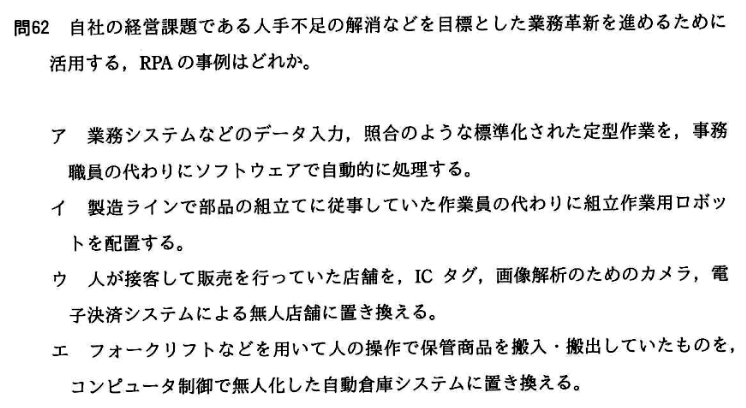 問62 自社の経営課題である人手不足の解消などを目標とした業務革新を進めるために
活用する，RPAの事例はどれか。
ア 業務システムなどのデータ入力，照合のような標準化された定型作業を，事務
職員の代わりにソフトウェアで自動的に処理する。
イ 製造ラインで部品の組立てに従事していた作業員の代わりに組立作業用ロボッ
トを配置する。
ウ 人が接客して販売を行っていた店舗を，IC タグ，画像解析のためのカメラ，電
子決済システムによる無人店舗に置き換える。
エ フォークリフトなどを用いて人の操作で保管商品を搬入・搬出していたものを，
コンピュータ制御で無人化した自動倉庫システムに置き換える。